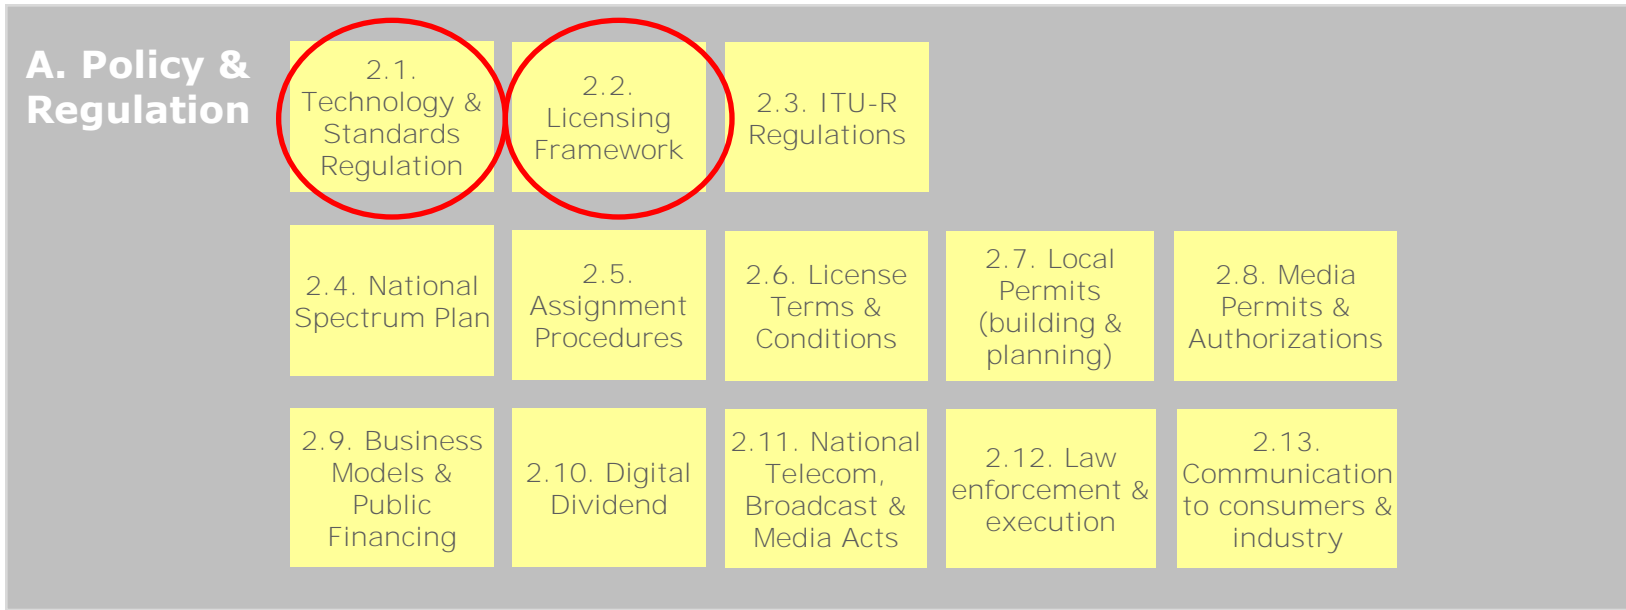 A. Policy &
Regulation
2.1.
Technology &
Standards
Regulation
2.2.
Licensing
Framework
2.3. ITU-R
Regulations
2.4. National
Spectrum Plan
2.5.
Assignment
Procedures
2.6. License
Terms &
Conditions
2.7. Local
Permits
(building &
planning)
2.8. Media
Permits &
Authorizations
2.9. Business
Models &
Public
Financing
2.10. Digital
Dividend
2.11. National
Telecom,
Broadcast &
Media Acts
2.12. Law
enforcement &
execution
2.13.
Communication
to consumers &
industry